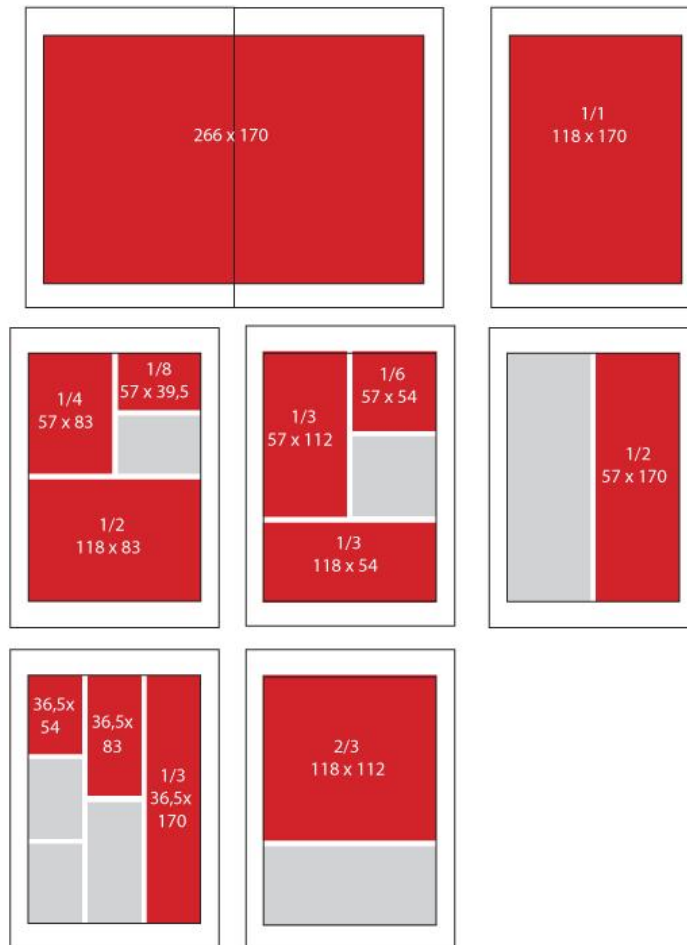 266 x 170
1/1
118 x 170
1/4
57 x 83
1/8
57 x 39,5
1/2
118 x 83
1/3
57 x 112
1/6
57 x 54
1/3
118 x 54
1/2
57 x 170
36,5x
54
36,5x
83
1/3
36,5x
170
2/3
118 x 112